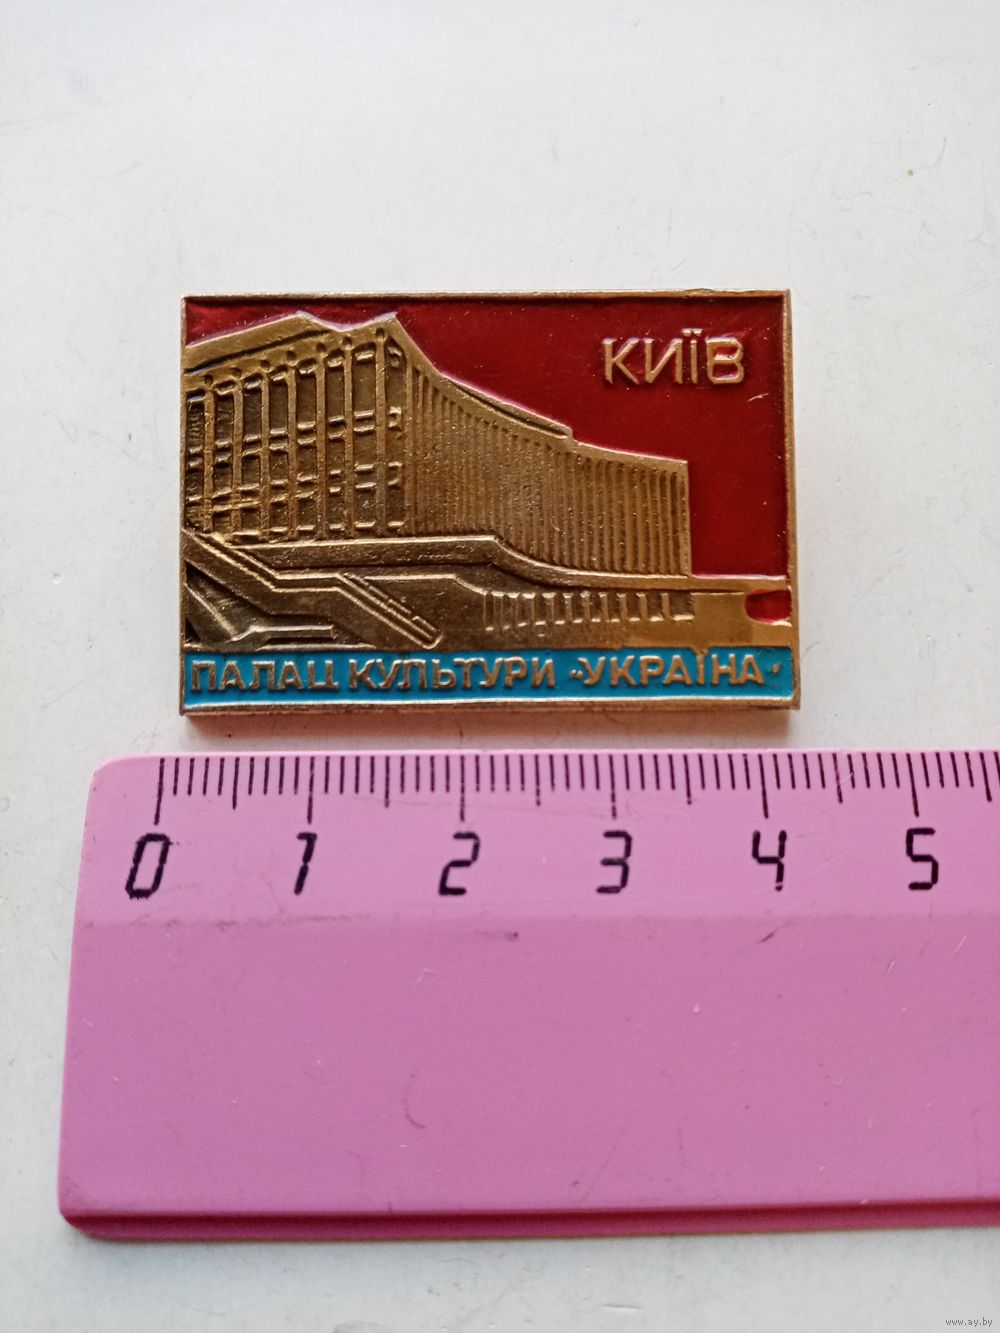 КИЇВ
ПАЛАЦ КУЛЬТУРИ "УКРАЇНА"
0 1 2 3 4 5
www.ay.by